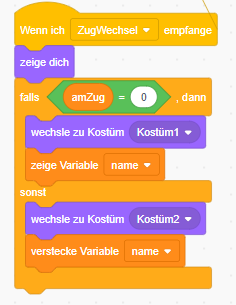 Wenn ich ZugWechsel empfange
zeige dich
falls amZug = 0 , dann
wechsle zu Kostüm Kostüm1
zeige Variable name
sonst
wechsle zu Kostüm Kostüm2
verstecke Variable name